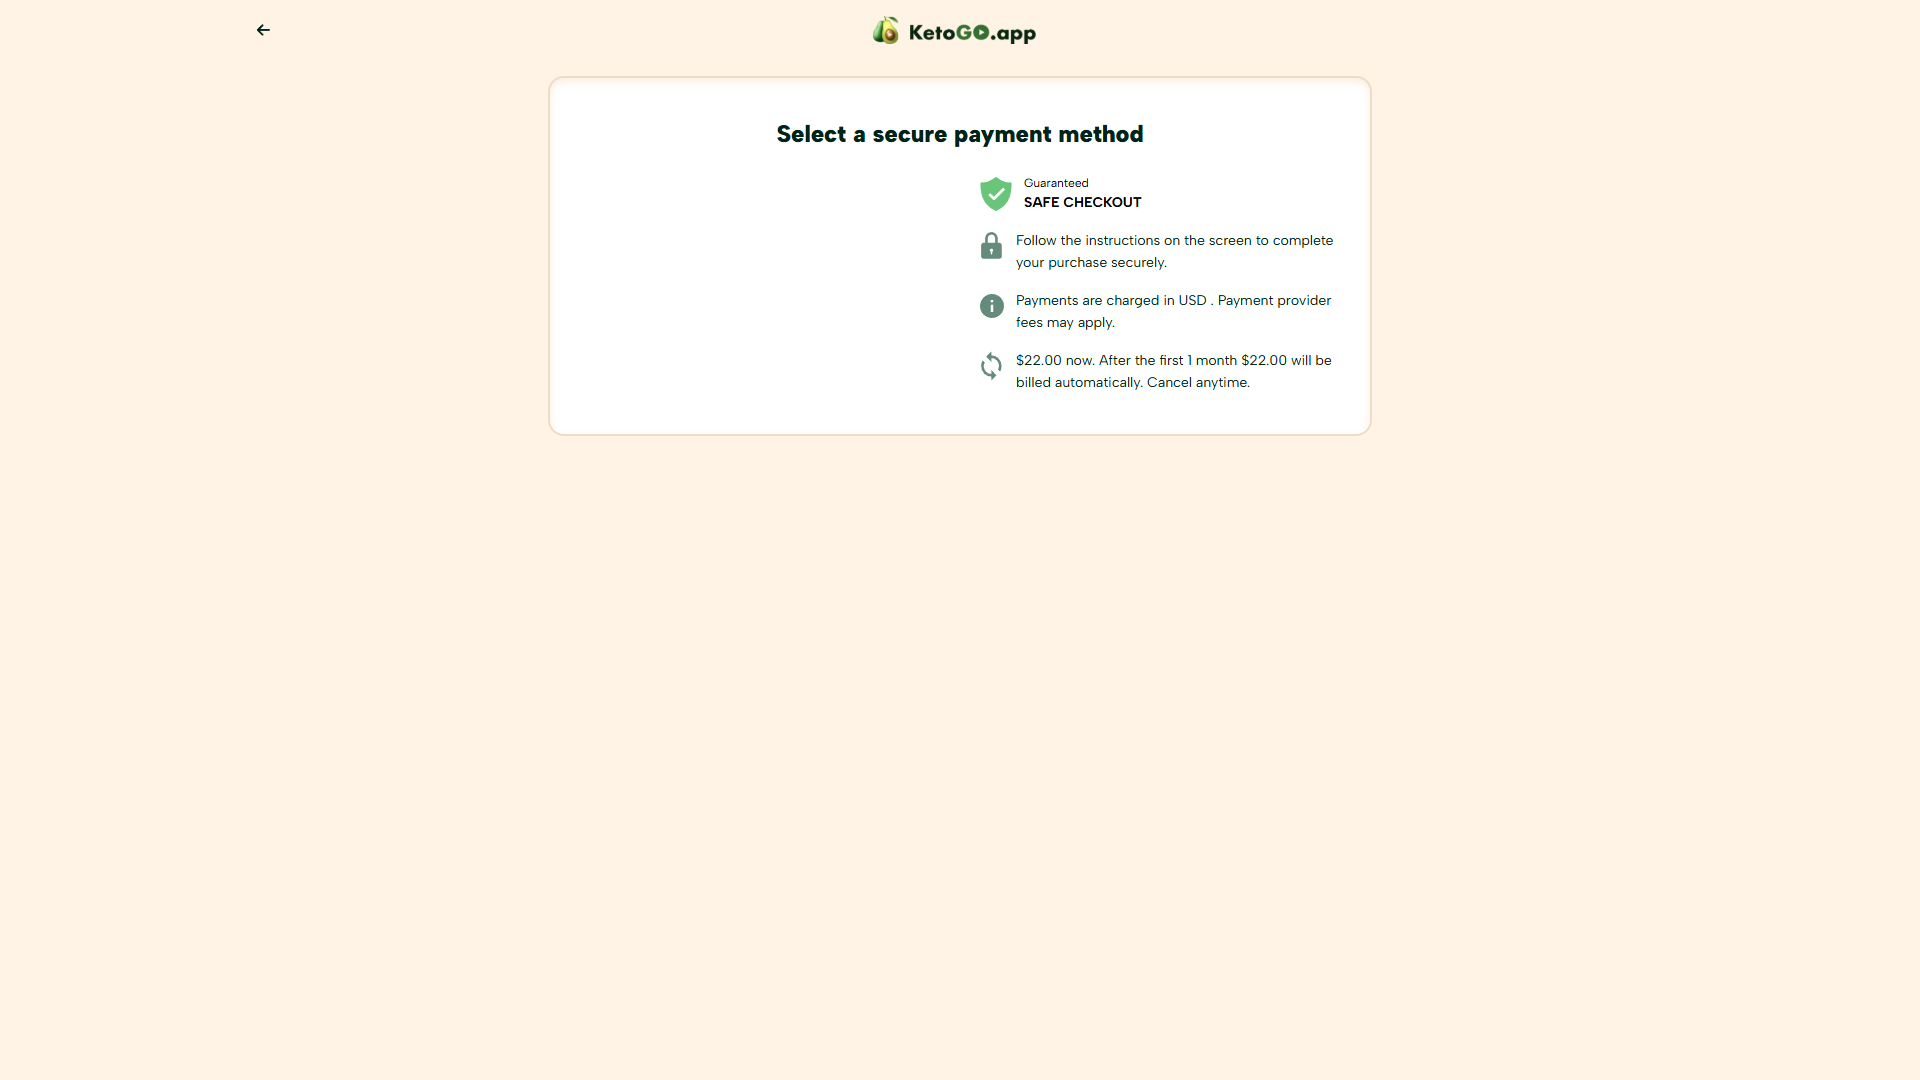 KetoGO.app
Select a secure payment method
Guaranteed
SAFE CHECKOUT
Follow the instructions on the screen to complete
your purchase securely.
Payments are charged in USD . Payment provider
fees may apply.
$22.00 now. After the first 1 month $22.00 will be
billed automatically. Cancel anytime.